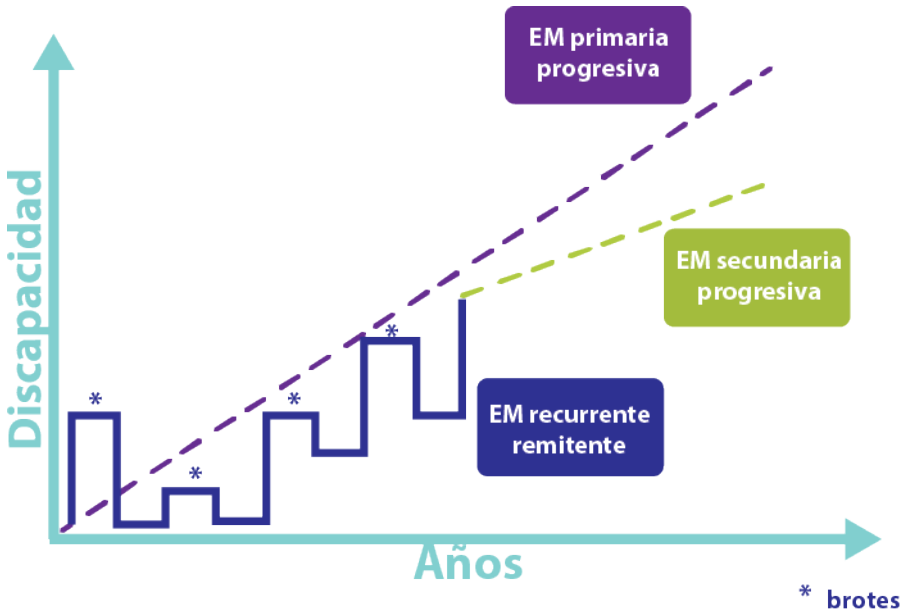 EM primaria
progresiva
Discapacidad
EM secundaria
progresiva
*
*
*
*
EM recurrente
remitente
Años
* brotes